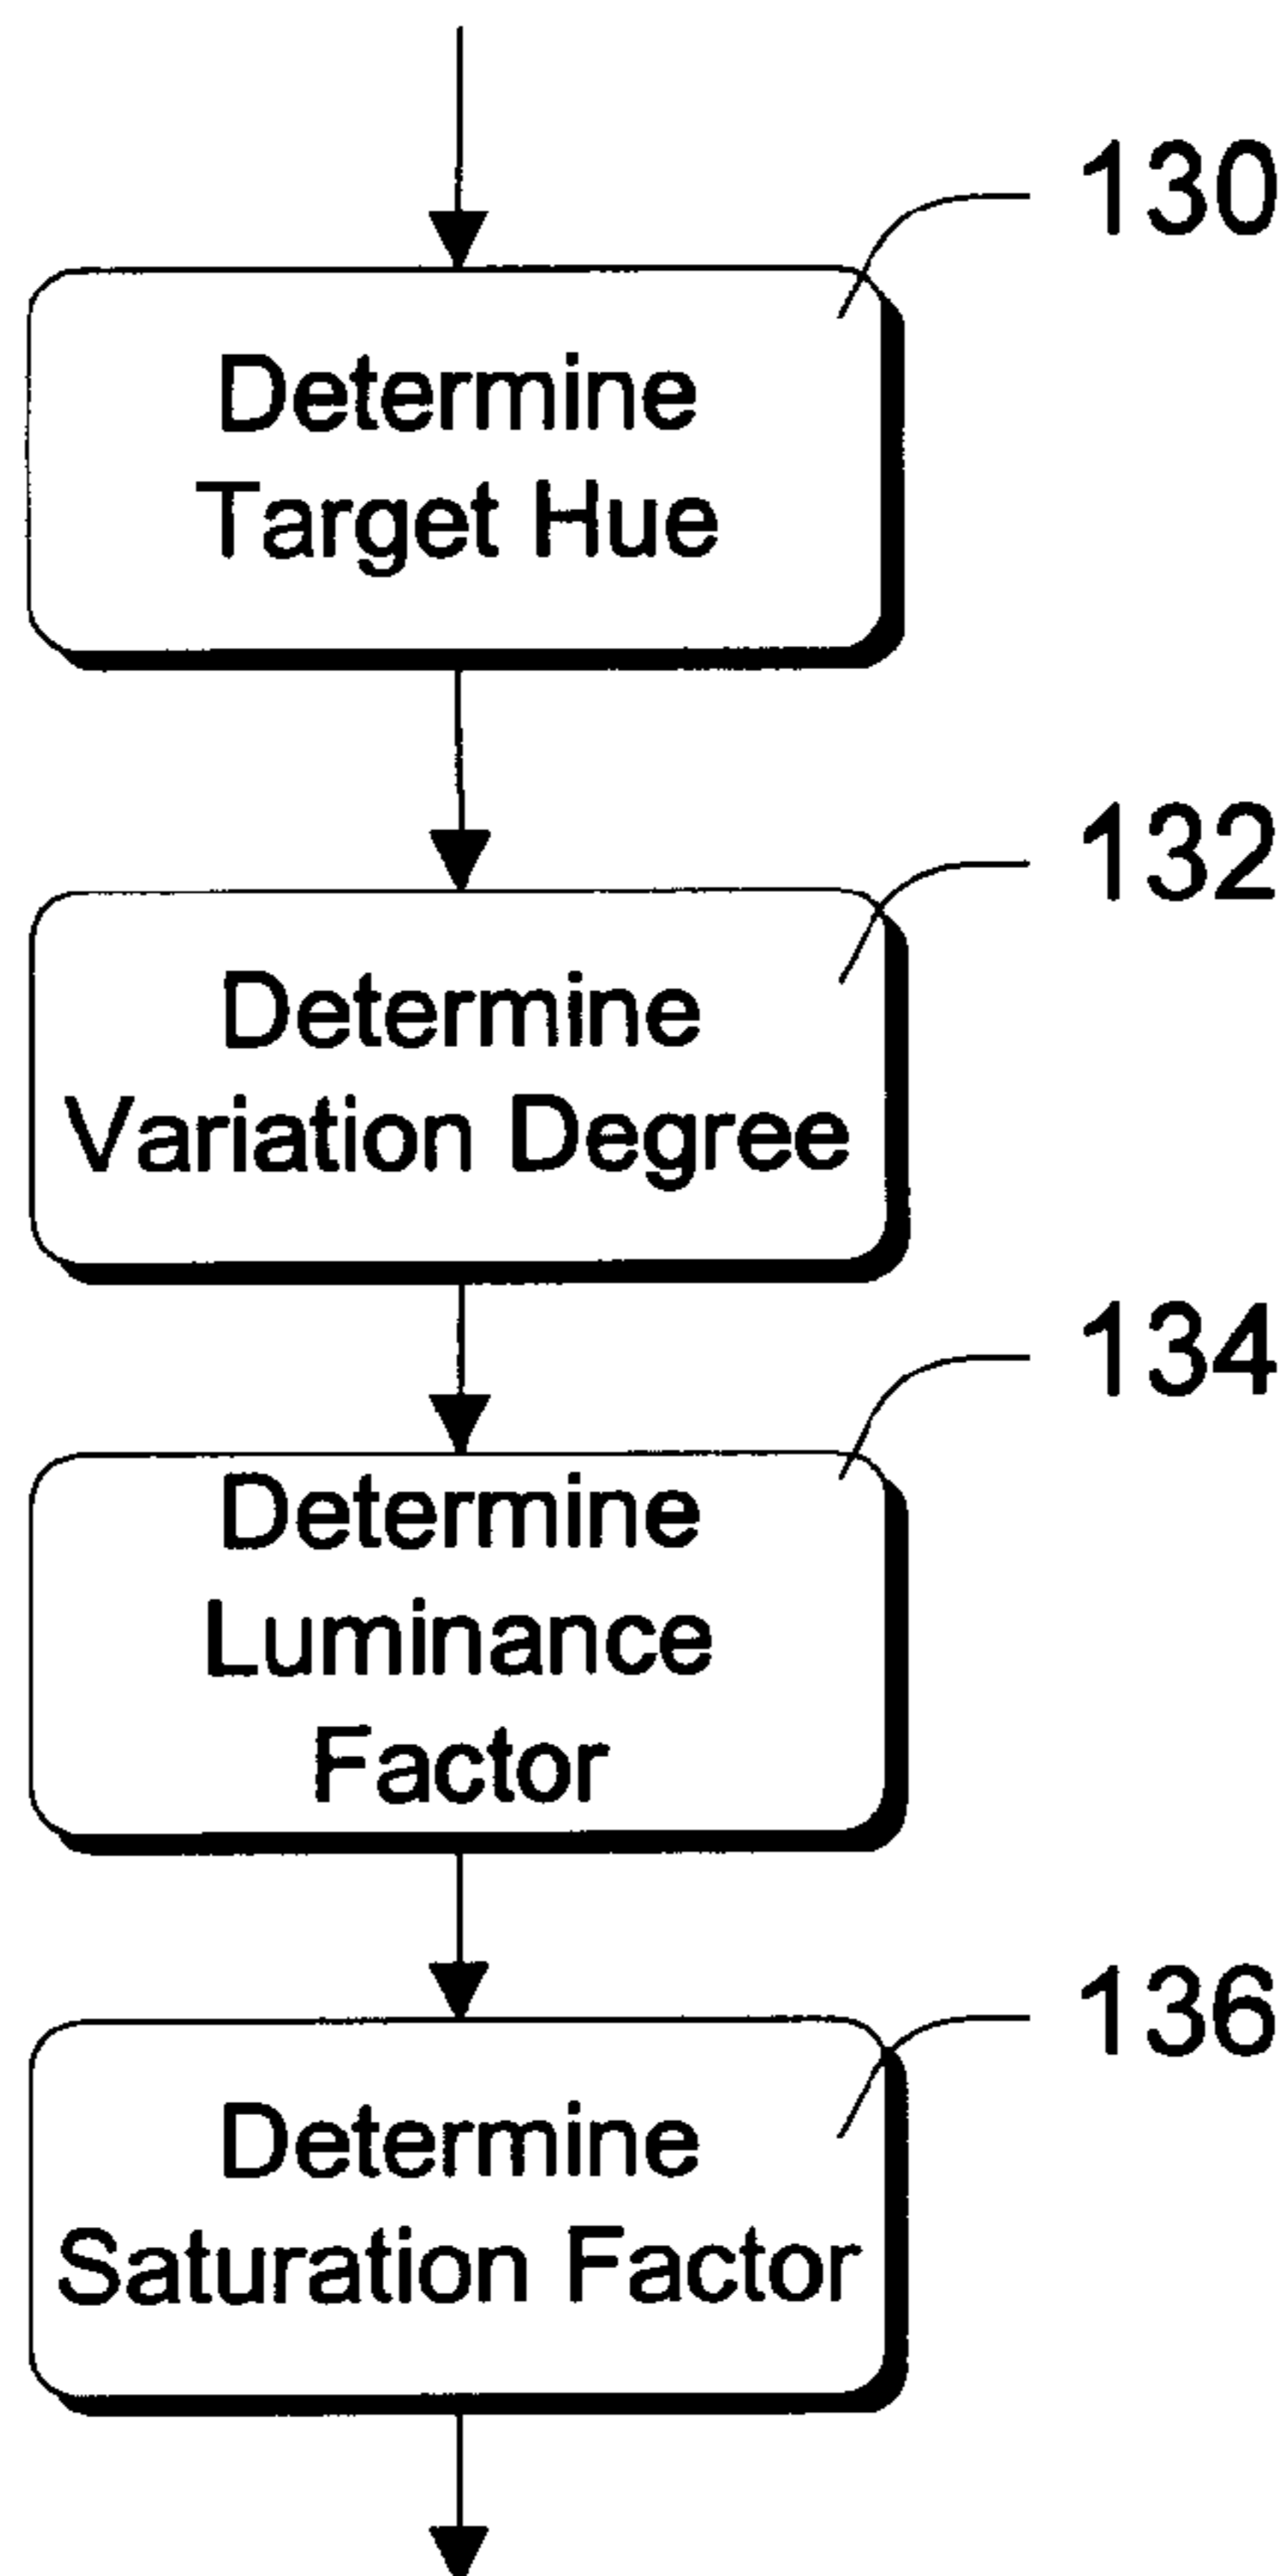 130
Determine
Target Hue
132
Determine
Variation Degree
134
Determine
Luminance
Factor
136
Determine
Saturation Factor